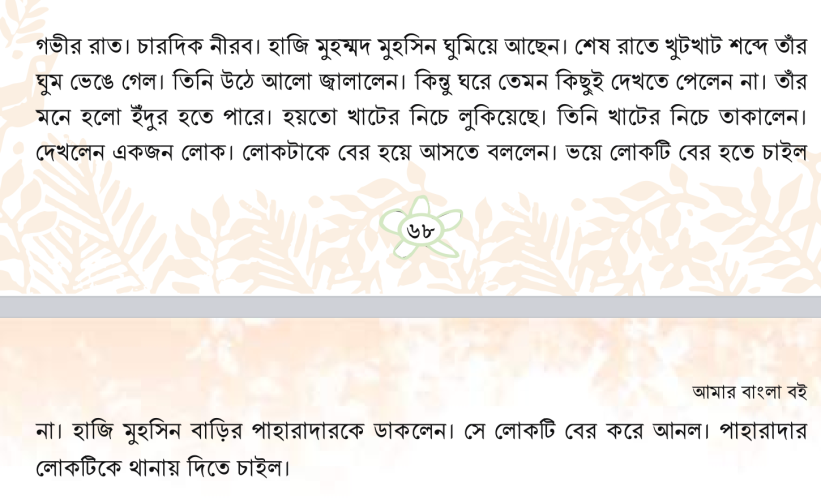 গভীর রাত। চারদিক নীরব। হাজি মুহম্মদ মুহসিন ঘুমিয়ে আছেন। শেষ রাতে খুটখাট শব্দে তাঁর
ঘুম ভেঙে গেল। তিনি উঠে আলো জ্বালালেন। কিন্তু ঘরে তেমন কিছুই দেখতে পেলেন না। তাঁর
মনে হলো ইঁদুর হতে পারে। হয়তো খাটের নিচে লুকিয়েছে। তিনি খাটের নিচে তাকালেন।
দেখলেন একজন লোক। লোকটাকে বের হয়ে আসতে বললেন। ভয়ে লোকটি বের হতে চাইল
৬৮
আমার বাংলা বই
না। হাজি মুহসিন বাড়ির পাহারাদারকে ডাকলেন। সে লোকটি বের করে আনল। পাহারাদার
লোকটিকে থানায় দিতে চাইল।